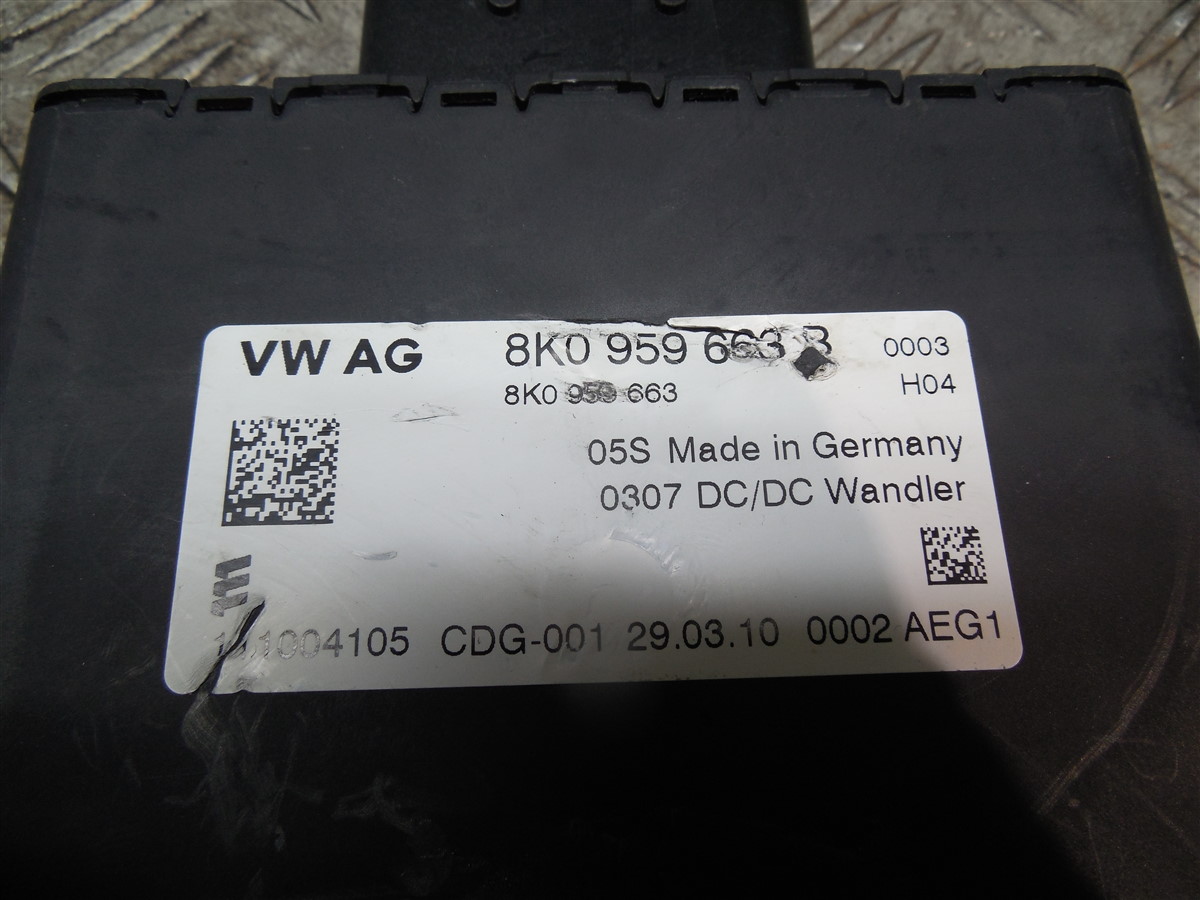 VW AG 8K0 959 663 0003
8K0 959 663 H04
05S Made in Germany
0307 DC/DC Wandler
CDG-001 29.03.10 0002 AEG1